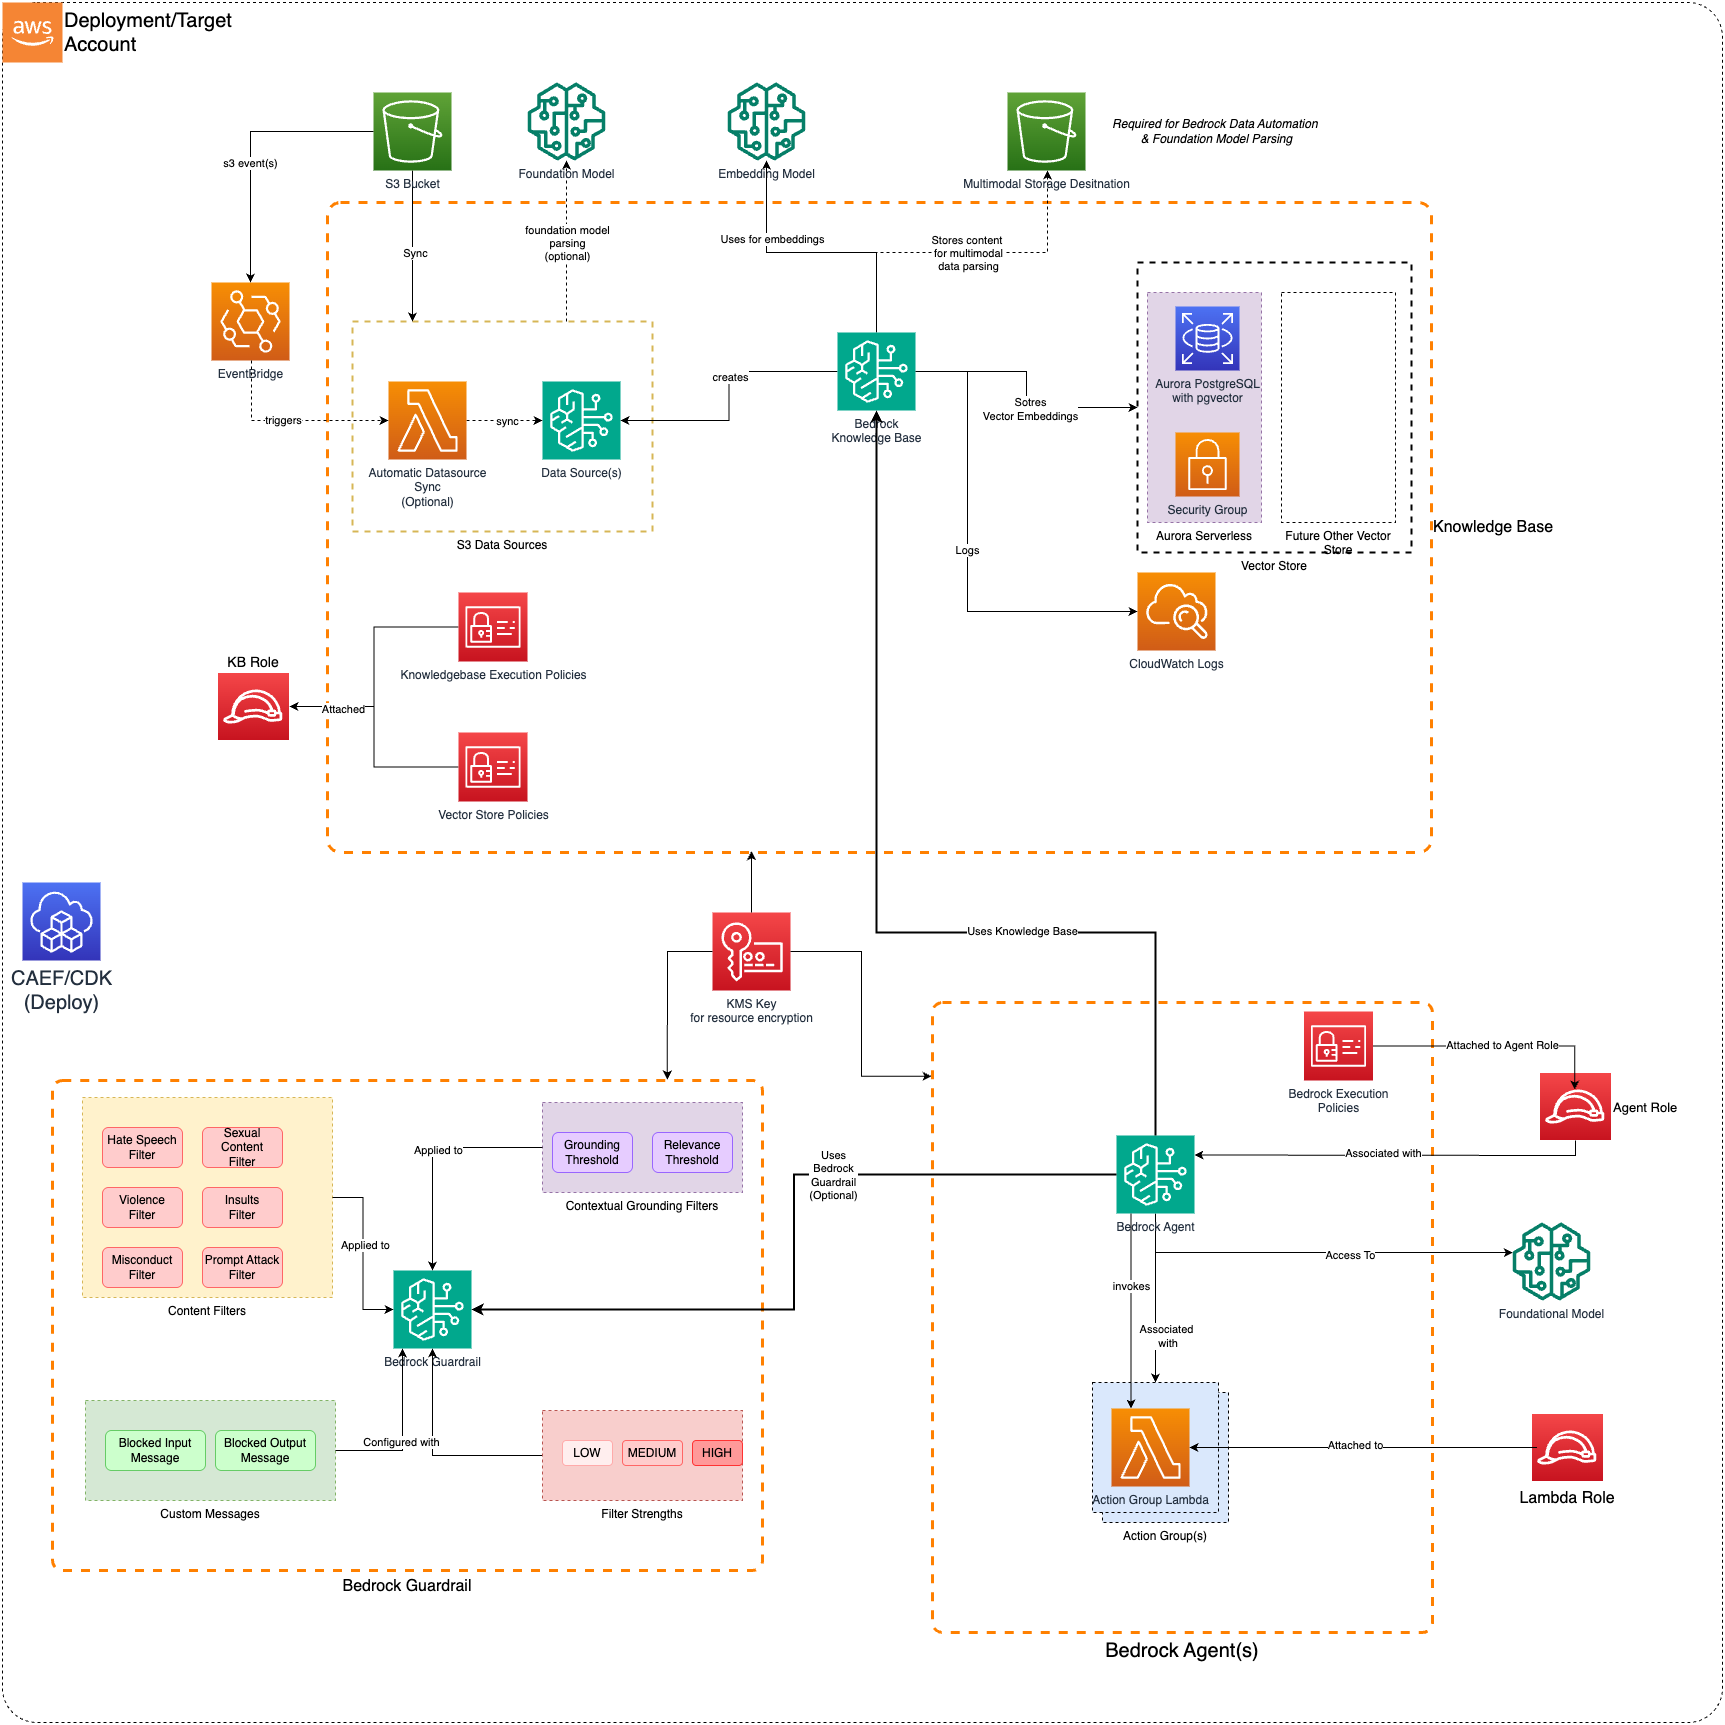 aws
Deployment/Target
Account
S3 Bucket
Foundation Model
Embedding Model
Multimodal Storage Desitnation
Required for Bedrock Data Automation
& Foundation Model Parsing
s3 event(s)
Sync
foundation model
parsing
(optional)
Uses for embeddings
Stores content
for multimodal
data parsing
EventBridge
triggers
Automatic Datasource
Sync
(Optional)
sync
Data Source(s)
S3 Data Sources
creates
Bedrock
Knowledge Base
Sotres
Vector Embeddings
Aurora PostgreSQL
with pgvector
Security Group
Aurora Serverless
Future Other Vector
Store
Vector Store
Knowledge Base
Logs
CloudWatch Logs
Knowledgebase Execution Policies
KB Role
Attached
Vector Store Policies
CAEF/CDK
(Deploy)
KMS Key
for resource encryption
Uses Knowledge Base
Bedrock Execution
Policies
Attached to Agent Role
Agent Role
Associated with
Bedrock Agent
Access To
Foundational Model
invokes
Associated
with
Action Group Lambda
Action Group(s)
Attached to
Lambda Role
Bedrock Agent(s)
Uses
Bedrock
Guardrail
(Optional)
Hate Speech
Filter
Sexual
Content
Filter
Violence
Filter
Insults
Filter
Misconduct
Filter
Prompt Attack
Filter
Content Filters
Applied to
Applied to
Grounding
Threshold
Relevance
Threshold
Contextual Grounding Filters
Bedrock Guardrail
Configured with
Blocked Input
Message
Blocked Output
Message
Custom Messages
LOW
MEDIUM
HIGH
Filter Strengths
Bedrock Guardrail